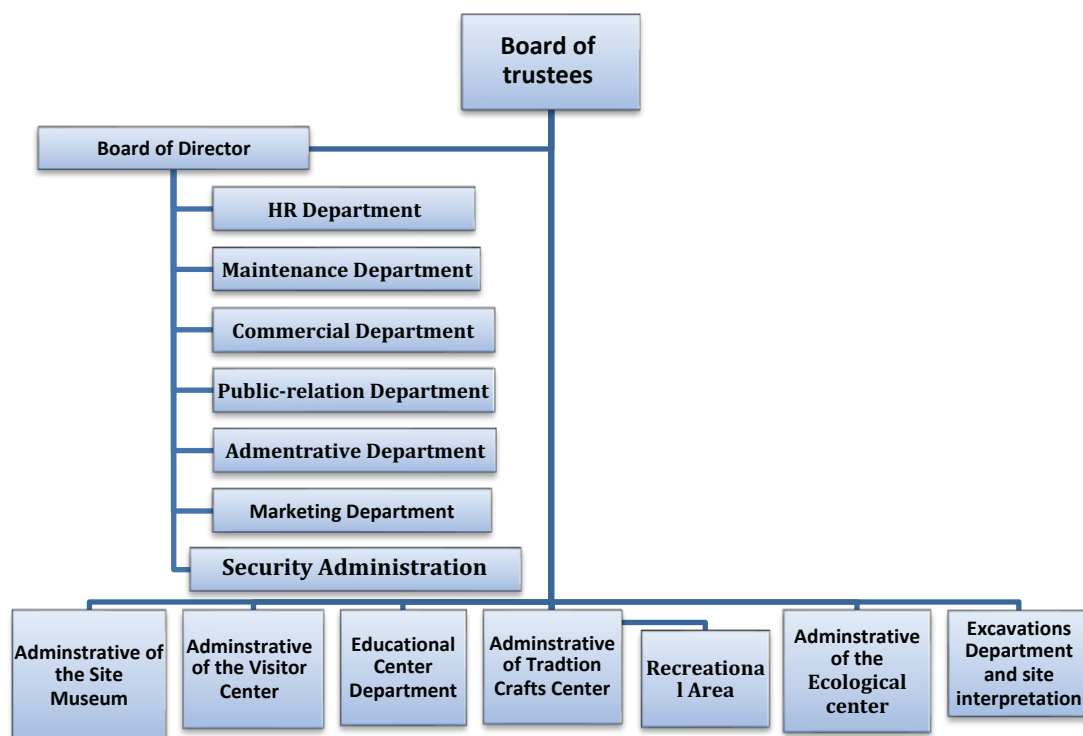 Board of
trustees
Board of Director
HR Department
Maintenance Department
Commercial Department
Public-relation Department
Admentrative Department
Marketing Department
Security Administration
Adminstrative of
the Site
Museum
Adminstrative
of the Visitor
Center
Educational
Center
Department
Adminstrative
of Tradtion
Crafts Center
Recreationa
l Area
Adminstrative
of the
Ecological
center
Excavations
Department
and site
interpretation